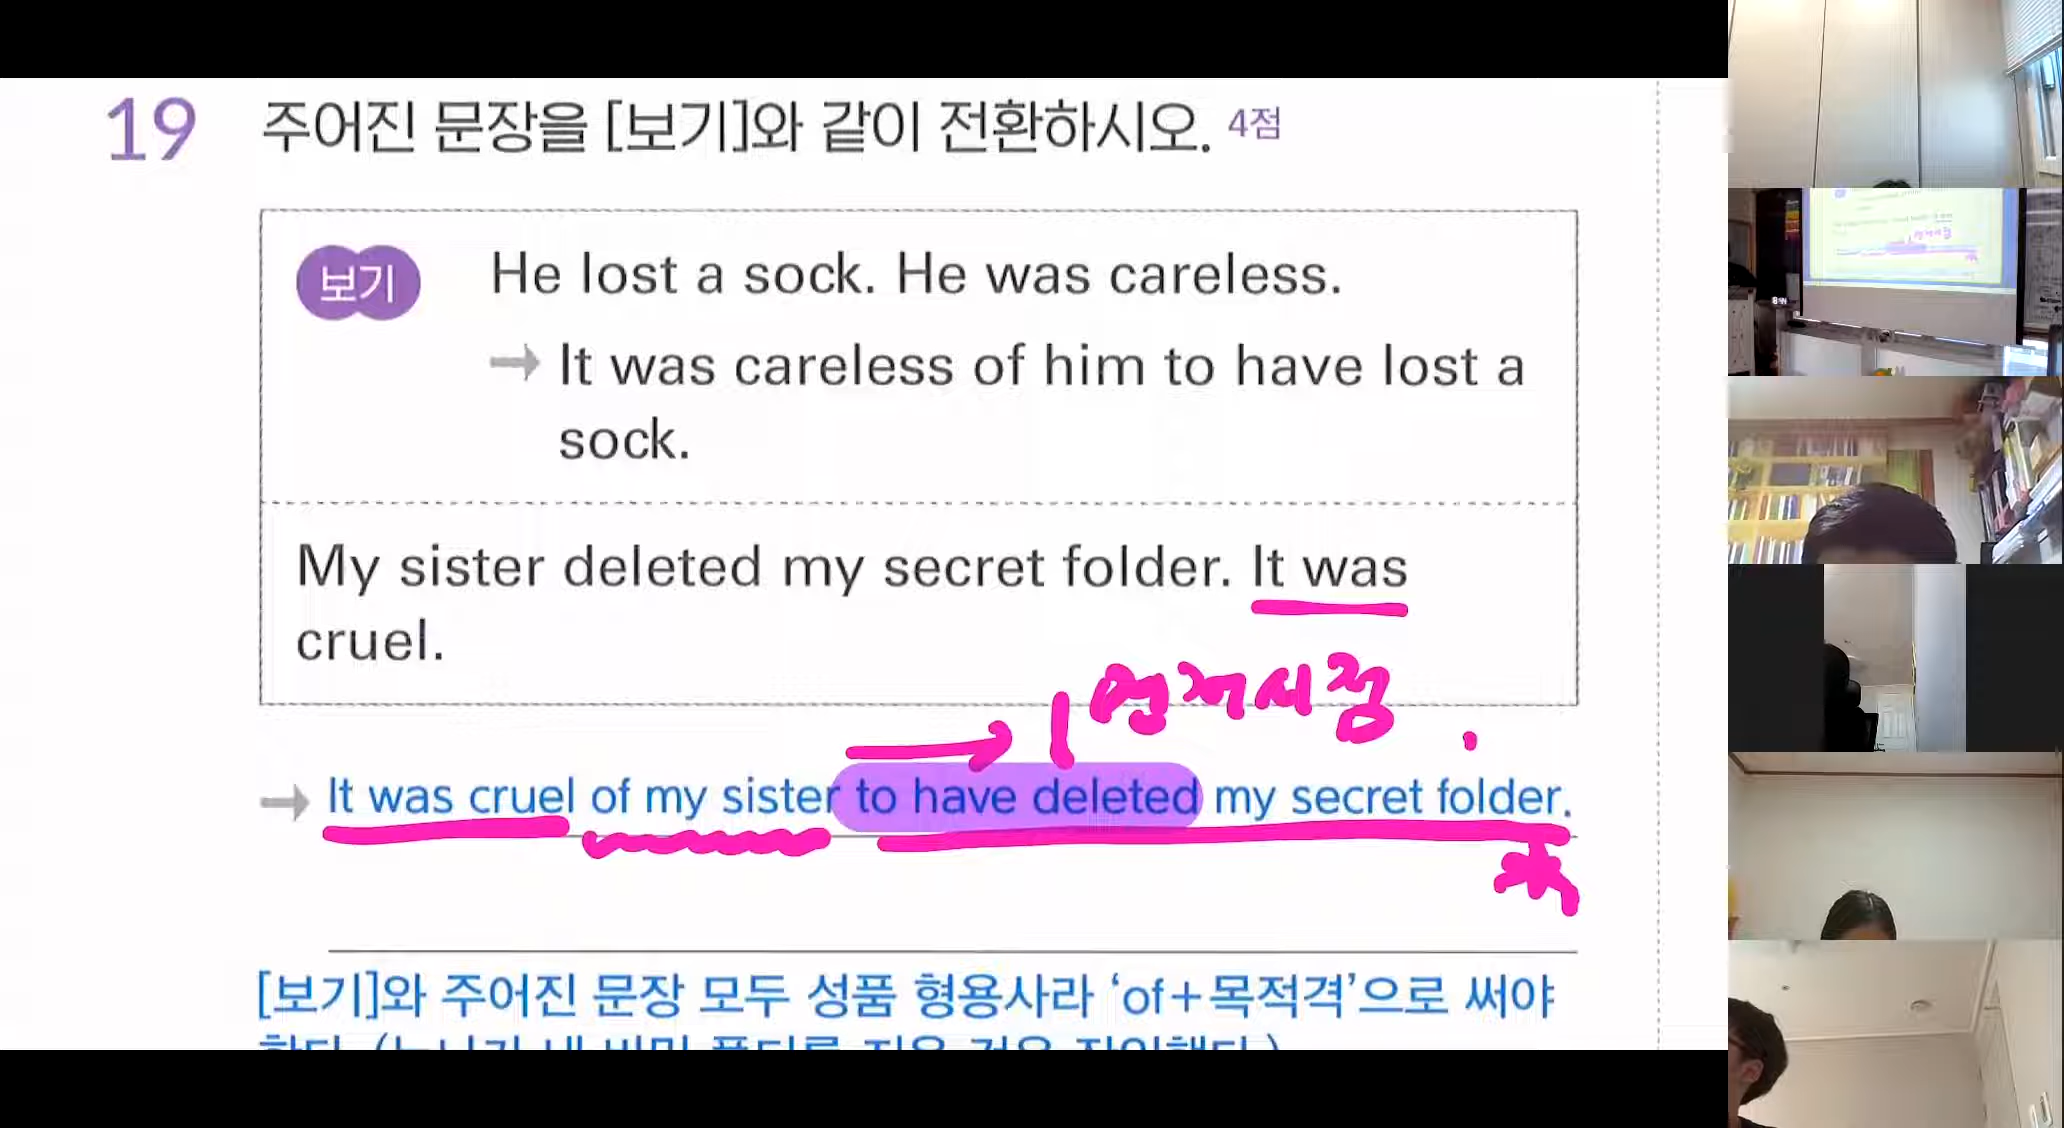 19 주어진 문장을 [보기]와 같이 전환하시오. 4점
보기 He lost a sock. He was careless.
→ It was careless of him to have lost a
sock.
My sister deleted my secret folder. It was
cruel.
→ It was cruel of my sister to have deleted my secret folder.
[보기]와 주어진 문장 모두 성품 형용사라 ‘of+목적격’으로 써야